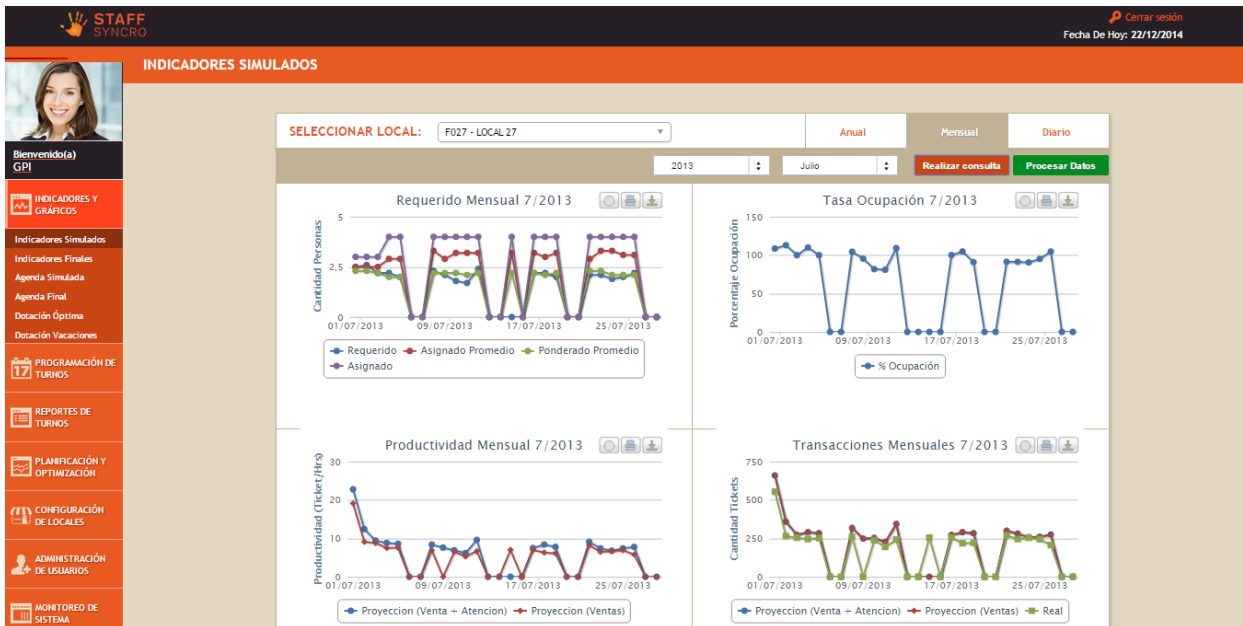 STAFF
SYNCRO
Cerrar sesión
Fecha De Hoy: 22/12/2014
INDICADORES SIMULADOS
Bienvenido(a)
GPI
INDICADORES Y
GRÁFICOS
Indicadores Simulados
Indicadores Finales
Agenda Simulada
Agenda Final
Dotación Óptima
Dotación Vacaciones
PROGRAMACIÓN DE
TURNOS
17
REPORTES DE
TURNOS
PLANIFICACIÓN Y
OPTIMIZACIÓN
CONFIGURACIÓN
DE LOCALES
ADMINISTRACIÓN
DE USUARIOS
MONITOREO DE
SISTEMA
SELECCIONAR LOCAL: F027 - LOCAL 27
Anual Mensual Diario
2013 Julio Realizar consulta Procesar Datos
Requerido Mensual 7/2013
Cantidad Personas
5
2.5
0
01/07/2013 09/07/2013 17/07/2013 25/07/2013
Requerido Asignado Promedio Ponderado Promedio
Asignado
Tasa Ocupación 7/2013
Porcentaje Ocupación
150
100
50
0
01/07/2013 09/07/2013 17/07/2013 25/07/2013
% Ocupación
Productividad Mensual 7/2013
Productividad (Ticket/Hrs)
30
20
10
0
01/07/2013 09/07/2013 17/07/2013 25/07/2013
Proyeccion (Venta + Atencion) Proyeccion (Ventas)
Transacciones Mensuales 7/2013
Cantidad Tickets
750
500
250
0
01/07/2013 09/07/2013 17/07/2013 25/07/2013
Proyeccion (Venta + Atencion) Proyeccion (Ventas) Real